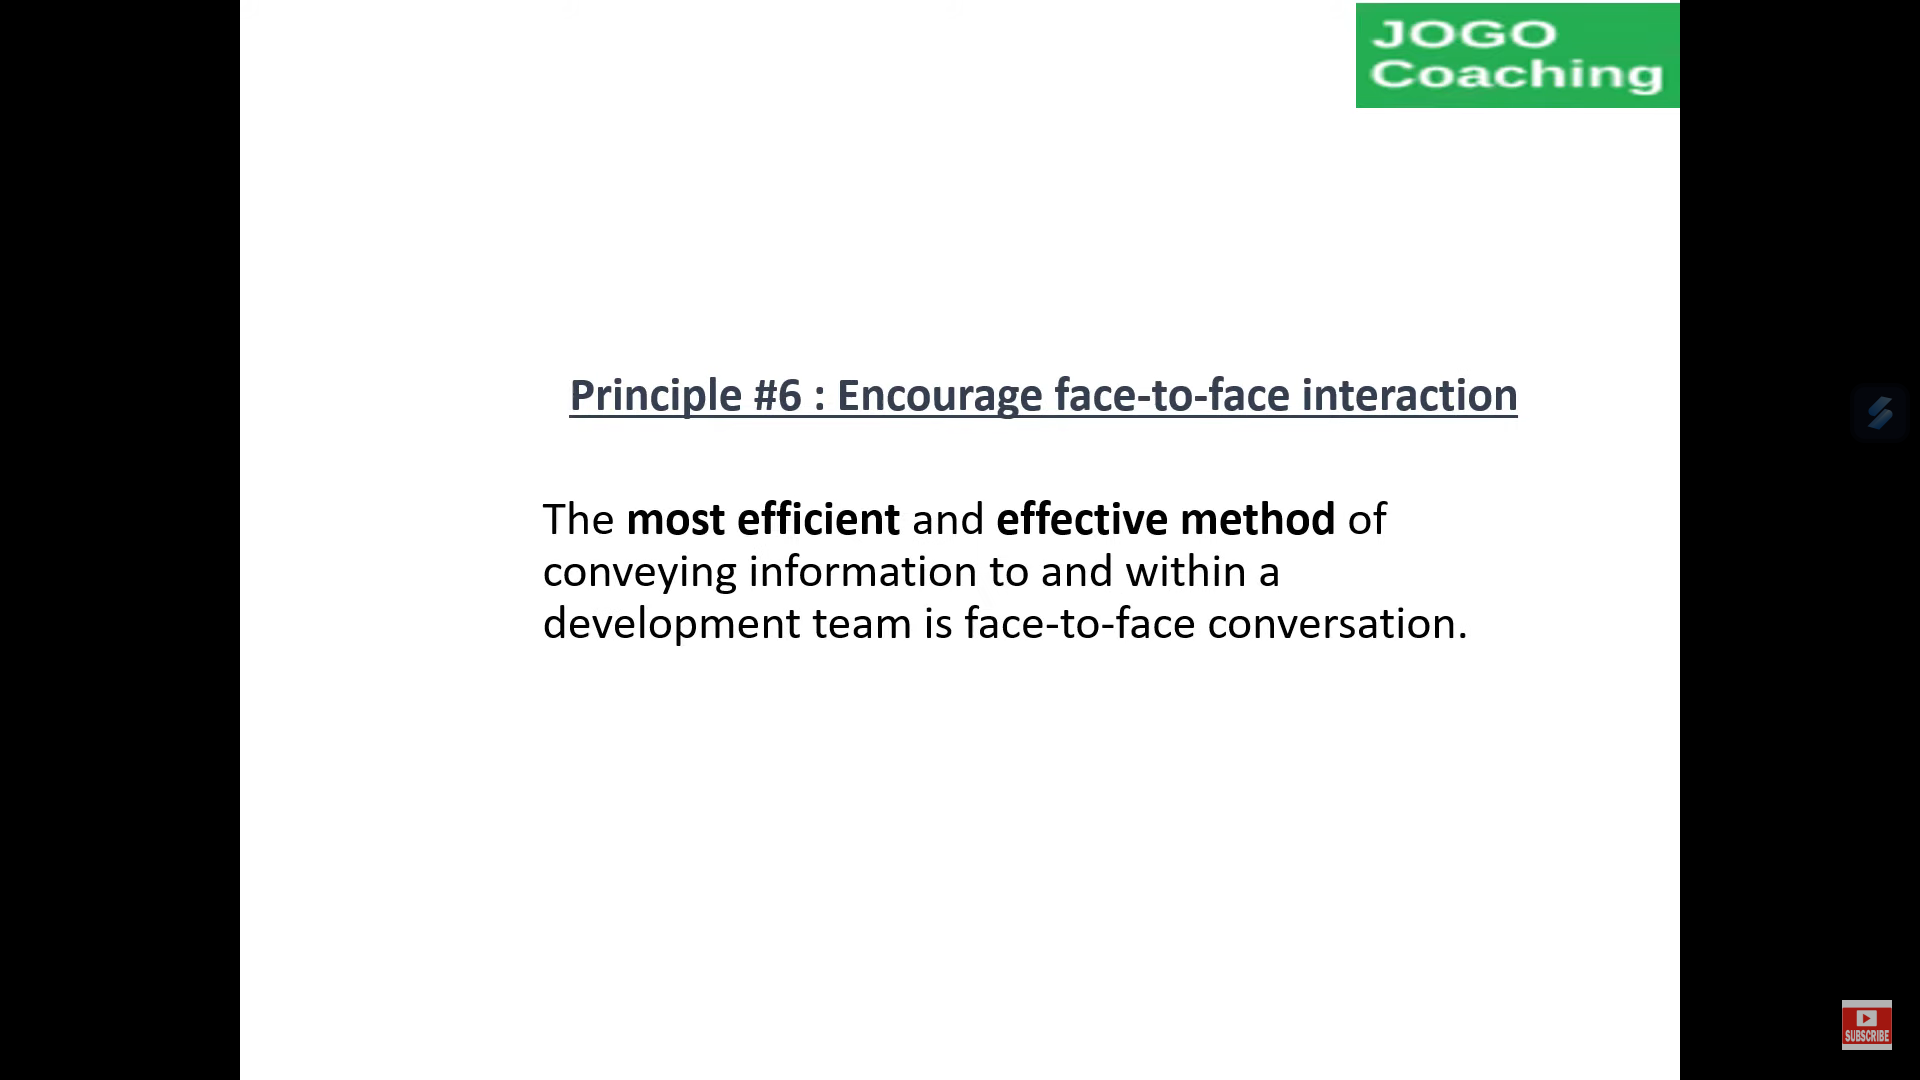 JOGO
Coaching
Principle #6 : Encourage face-to-face interaction
The most efficient and effective method of
conveying information to and within a
development team is face-to-face conversation.
SUBSCRIBE